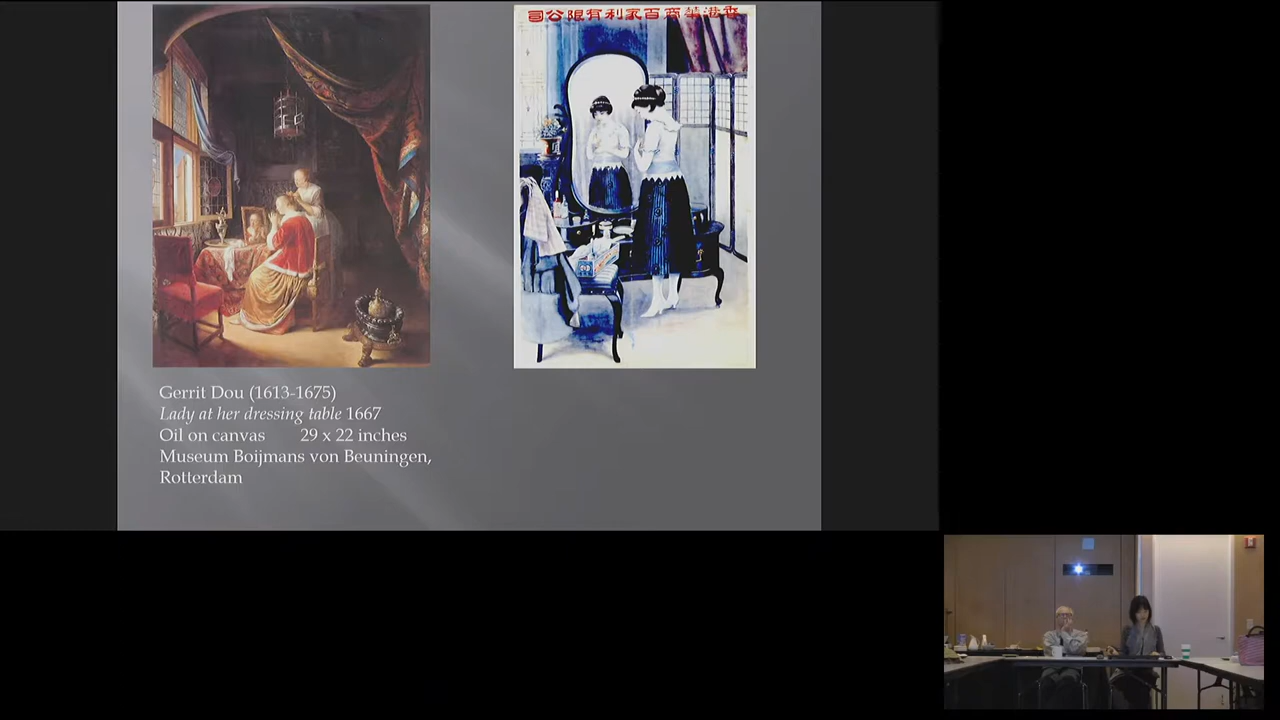 香港華商百家利有限公司
Gerrit Dou (1613-1675)
Lady at her dressing table 1667
Oil on canvas 29 x 22 inches
Museum Boijmans von Beuningen,
Rotterdam